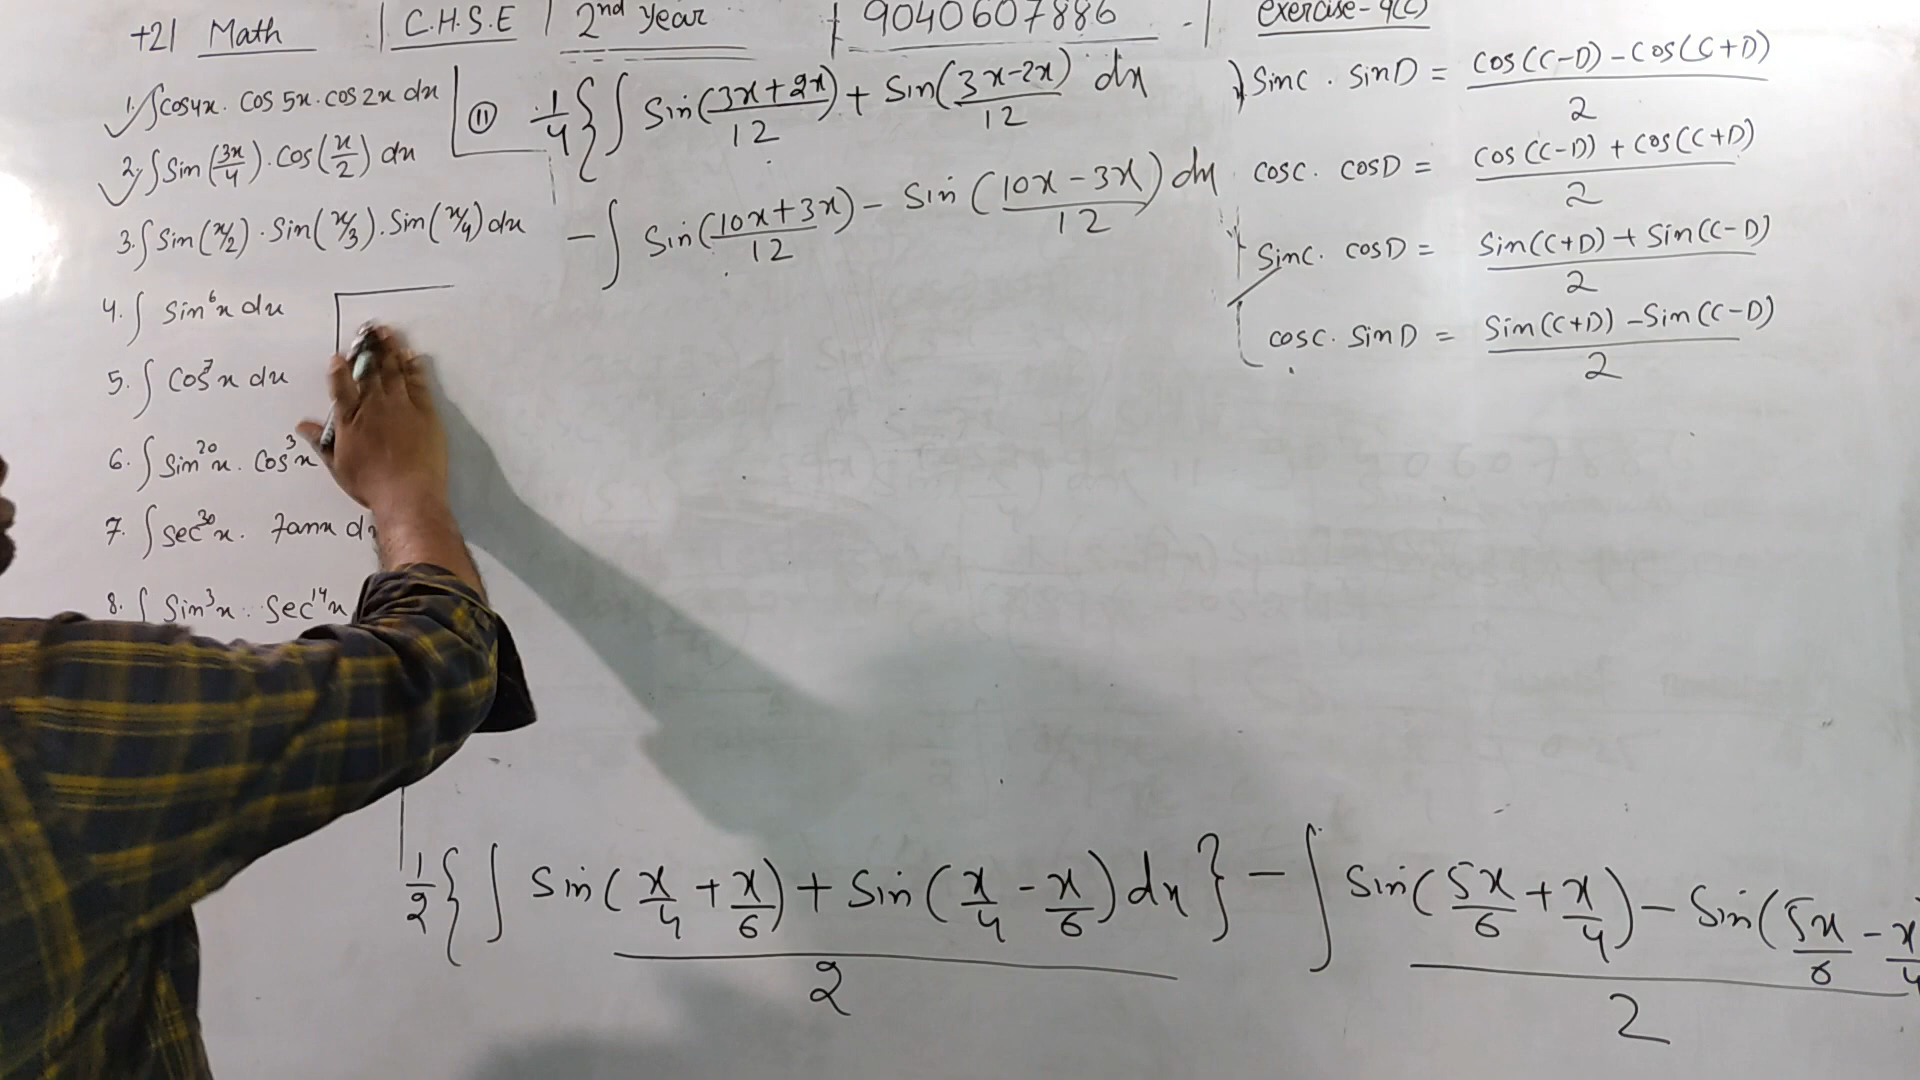 +2 | Math | C.H.S.E | 2nd Year | 9040607886 | Exercise-9(C)
1. ∫cos4x. Cos 5x. cos2x dx
2. ∫Sin(3x/4). Cos(x/2) dx
3. ∫Sin(x/2). Sin(x/3). Sin(x/4) dx
4. ∫ Sin⁶x dx
5. ∫ Cos⁷x dx
6. ∫ Sin²⁰x. Cos³x
7. ∫ Sec³⁰x. tanx d
8. ∫ Sin³x. Sec¹⁴x
(11) 1/4 { ∫ Sin((3x+2x)/12) + Sin((3x-2x)/12) dx
- ∫ Sin((10x+3x)/12) - Sin((10x-3x)/12) dx
SinC. SinD = (Cos(C-D) - Cos(C+D))/2
cosC. cosD = (Cos(C-D) + Cos(C+D))/2
SinC. cosD = (Sin(C+D) + Sin(C-D))/2
cosC. SinD = (Sin(C+D) - Sin(C-D))/2
1/2 { ∫ (Sin(x/4 + x/6) + Sin(x/4 - x/6) dx)/2 } - ∫ (Sin(5x/6 + x/4) - Sin(5x/6 - x/4)/2